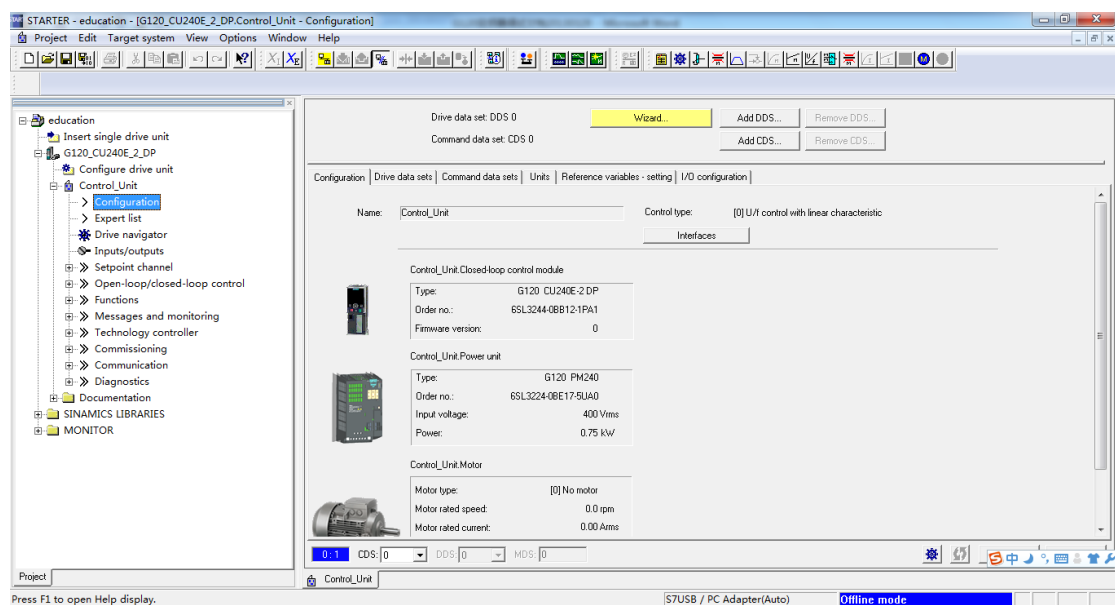 STARTER - education - [G120_CU240E_2_DP.Control_Unit - Configuration]
Project Edit Target system View Options Window Help
education
Insert single drive unit
G120_CU240E_2_DP
Configure drive unit
Control_Unit
Configuration
Expert list
Drive navigator
Inputs/outputs
Setpoint channel
Open-loop/closed-loop control
Functions
Messages and monitoring
Technology controller
Commissioning
Communication
Diagnostics
Documentation
SINAMICS LIBRARIES
MONITOR
Project
Drive data set: DDS 0 Wizard... Add DDS... Remove DDS...
Command data set: CDS 0 Add CDS... Remove CDS...
Configuration Drive data sets Command data sets Units Reference variables - setting I/O configuration
Name: Control_Unit Control type: [0] U/f control with linear characteristic
Interfaces
Control_Unit.Closed-loop control module
Type: G120 CU240E-2 DP
Order no.: 6SL3244-0BB12-1PA1
Firmware version: 0
Control_Unit.Power unit
Type: G120 PM240
Order no.: 6SL3224-0BE17-5UA0
Input voltage: 400 Vrms
Power: 0.75 kW
Control_Unit.Motor
Motor type: [0] No motor
Motor rated speed: 0.0 rpm
Motor rated current: 0.00 Arms
0 : 1 CDS: 0 DDS: 0 MDS: 0
中
Control_Unit
Press F1 to open Help display. S7USB / PC Adapter(Auto) Offline mode